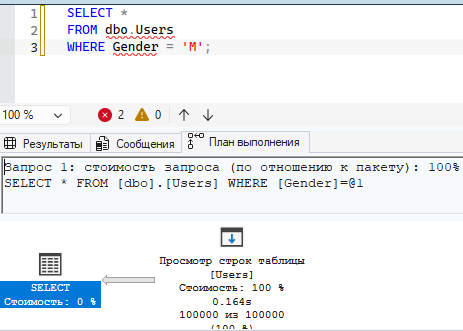 1 SELECT *
2 FROM dbo.Users
3 WHERE Gender = 'M';
100 % 2 0
Результаты Сообщения План выполнения
Запрос 1: стоимость запроса (по отношению к пакету): 100%
SELECT * FROM [dbo].[Users] WHERE [Gender]=@1
Просмотр строк таблицы
[Users]
SELECT
Стоимость: 0 %
Стоимость: 100 %
0.164s
100000 из 100000
(100 %)